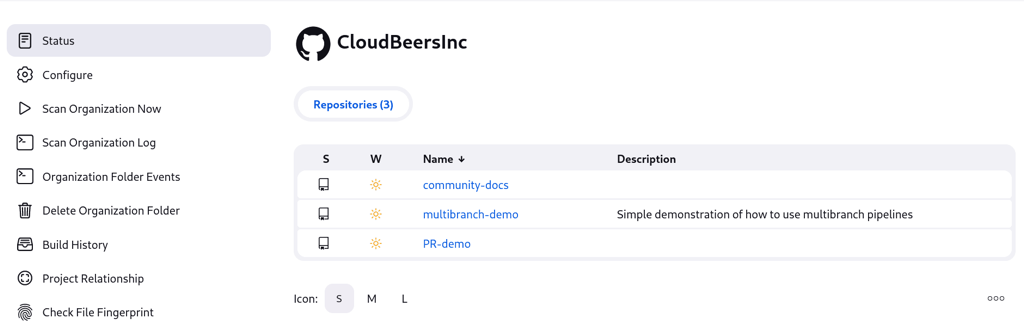 Status
Configure
Scan Organization Now
Scan Organization Log
Organization Folder Events
Delete Organization Folder
Build History
Project Relationship
Check File Fingerprint
CloudBeersInc
Repositories (3)
S W Name ↓ Description
community-docs
multibranch-demo Simple demonstration of how to use multibranch pipelines
PR-demo
Icon: S M L